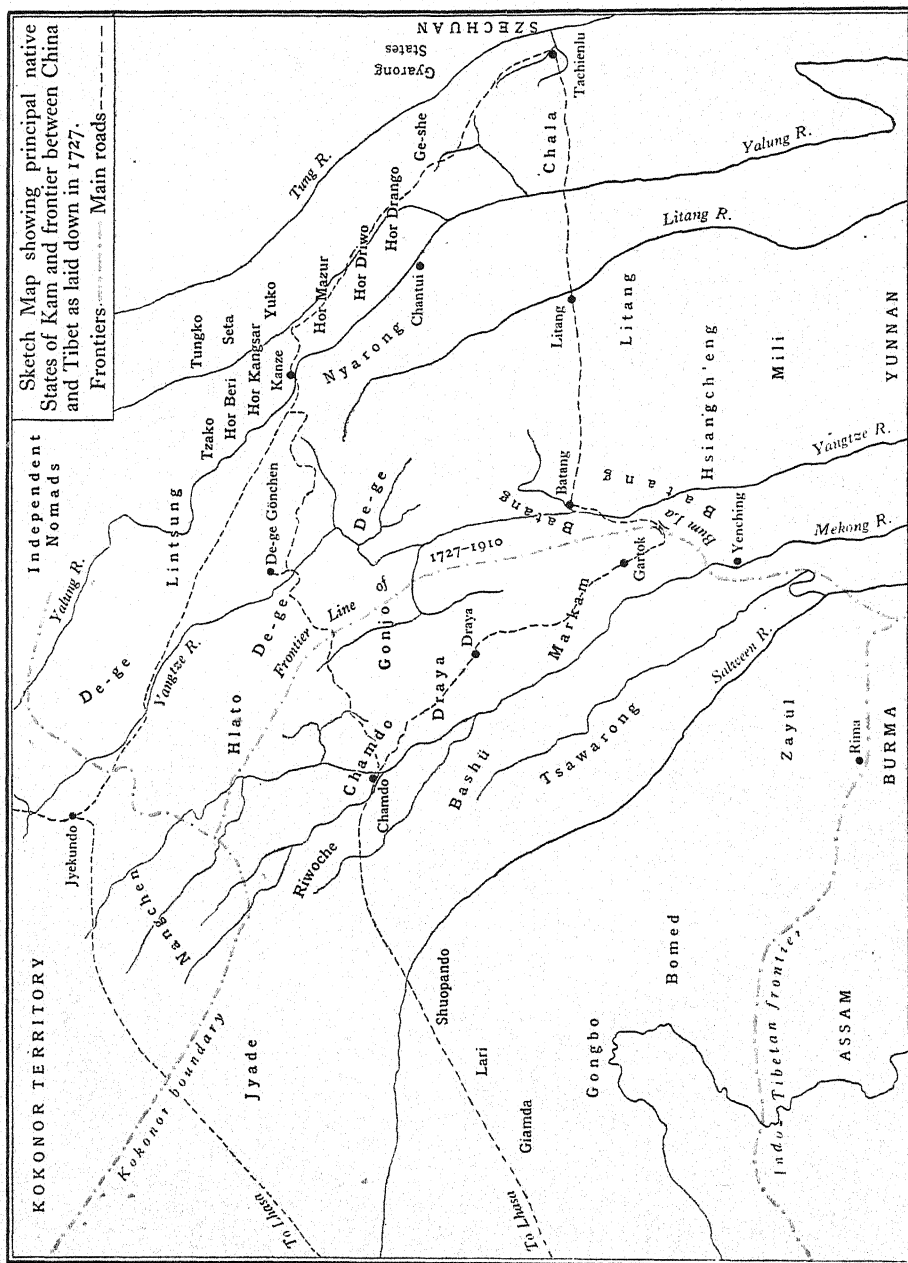 Sketch Map showing principal native
States of Kam and frontier between China
and Tibet as laid down in 1727.
Frontiers Main roads
KOKONOR TERRITORY
Independent
Nomads
SZECHUAN
Gyarong
States
Tachienlu
Tung R.
Ge-she
Chala
Yalung R.
Litang R.
Tungko
Seta
Yuko
Hor Mazur
Hor Driwo
Hor Drango
Chantui
Tzako
Hor Beri
Hor Kangsar
Kanze
Nyarong
Litang
Litang
Mili
YUNNAN
Yalung R.
Lintsung
De-ge Gönchen
De-ge
Batang
Batang
Batang
Hsiangch'eng
Yangtze R.
De-ge
Yangtze R.
De-ge
Frontier Line of 1727-1910
Gonjo
Bum La
Gartok
Yenching
Mekong R.
Hlato
Draya
Draya
Markam
Salween R.
Jyekundo
Nangchen
Chamdo
Chamdo
Riwoche
Bashü
Tsawarong
Zayul
Rima
BURMA
Kokonor boundary
Jyade
Shuopando
Lari
Giamda
Gongbo
Bomed
Indo-Tibetan frontier
ASSAM
To Lhasa
To Lhasa